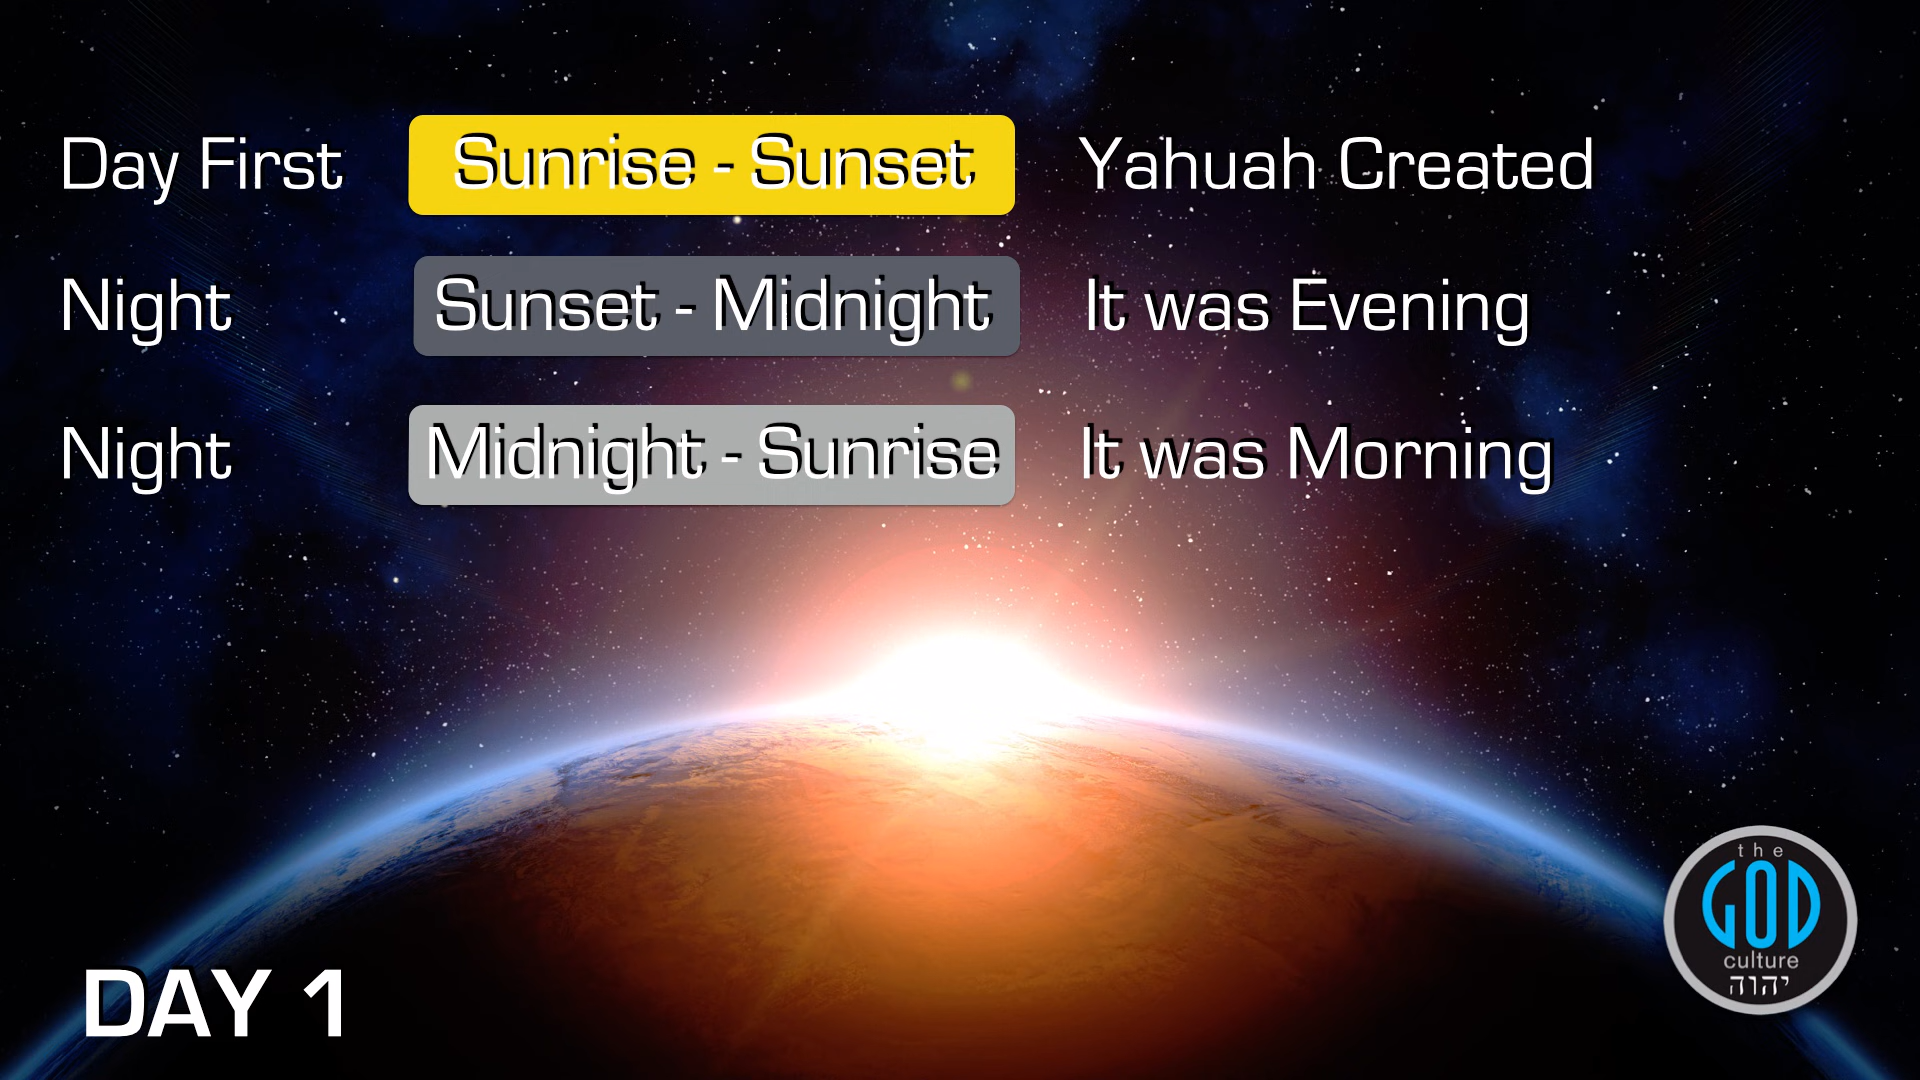 Day First Sunrise - Sunset Yahuah Created
Night Sunset - Midnight It was Evening
Night Midnight - Sunrise It was Morning
the
GOD
culture
יהוה
DAY 1